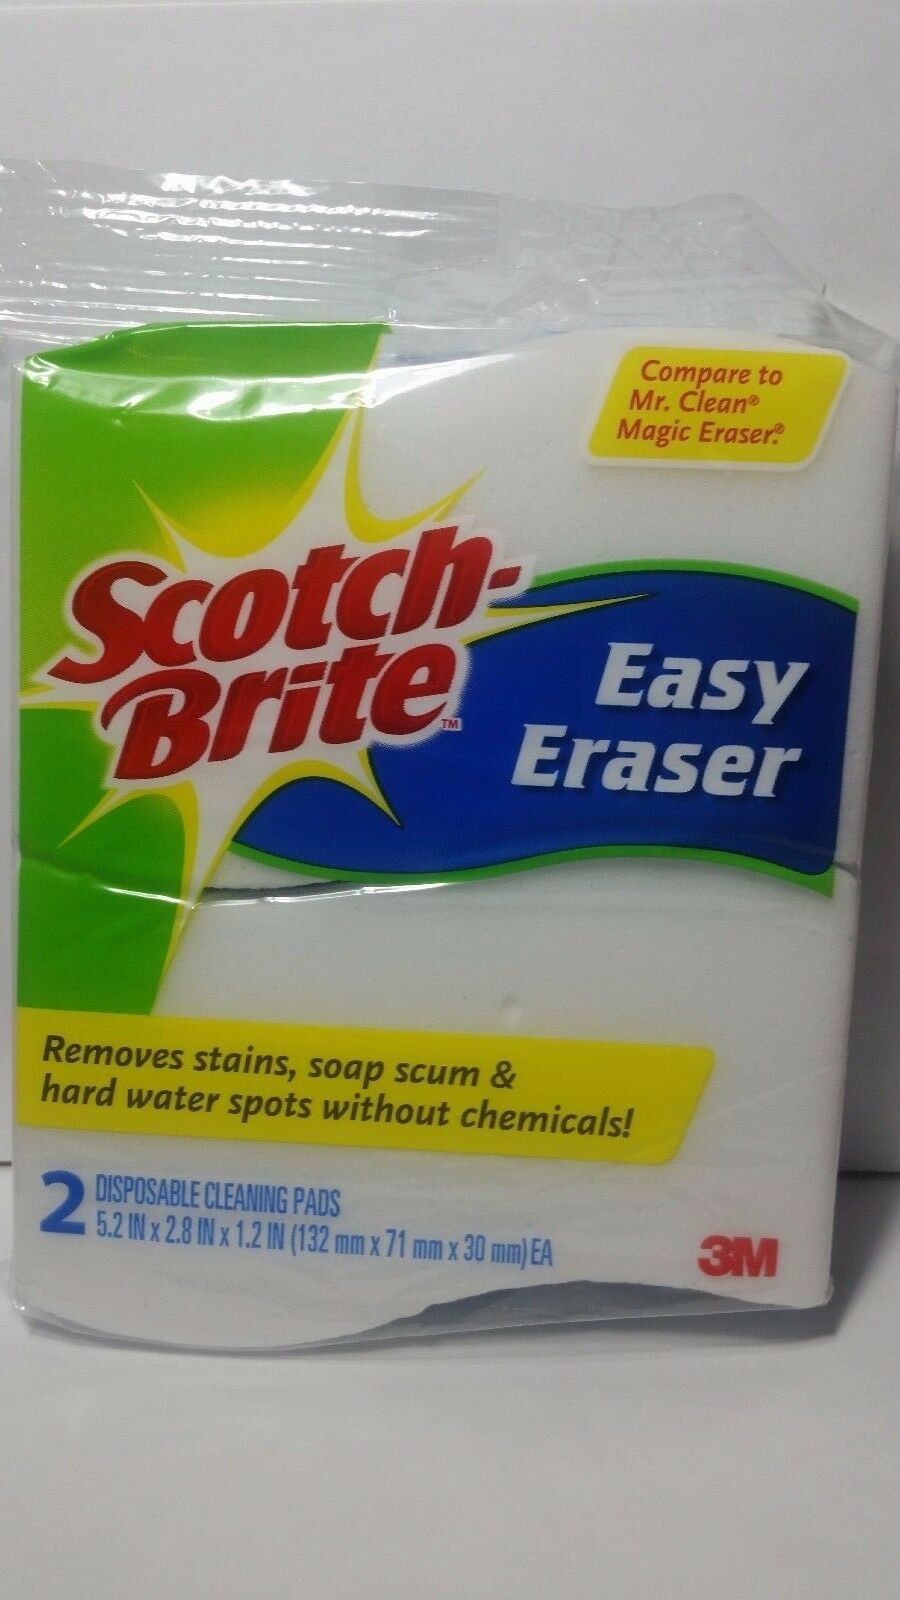 Compare to
Mr. Clean®
Magic Eraser.®
Scotch-
Brite™
Easy
Eraser
Removes stains, soap scum &
hard water spots without chemicals!
2 DISPOSABLE CLEANING PADS
5.2 IN x 2.8 IN x 1.2 IN (132 mm x 71 mm x 30 mm) EA
3M